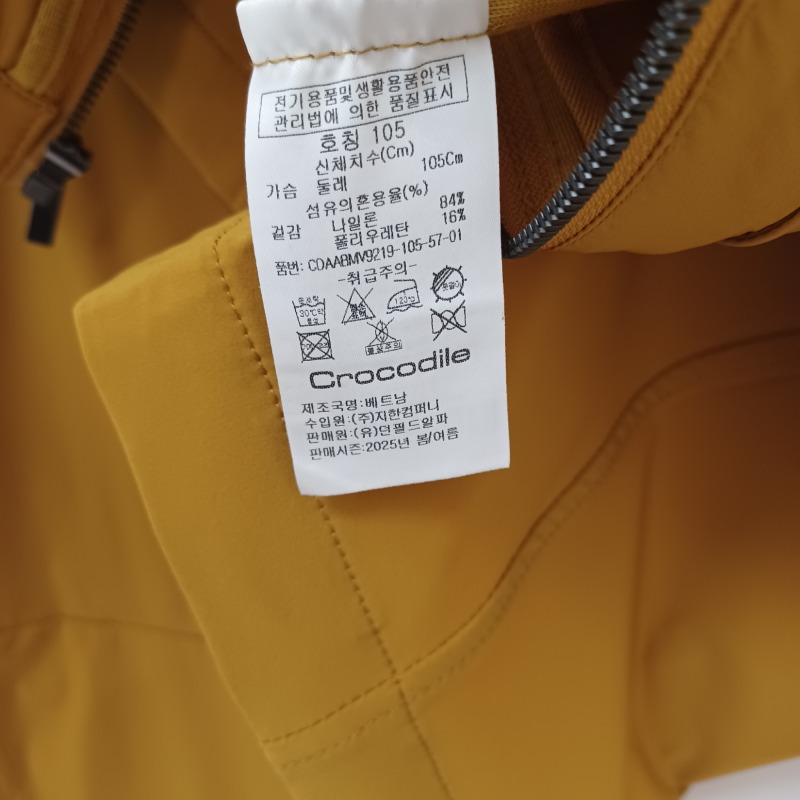 전기용품및생활용품안전
관리법에 의한 품질표시
호칭 105
신체치수(Cm)
가슴 둘레 105Cm
섬유의혼용율(%)
겉감 나일론 84%
폴리우레탄 16%
품번: CDAABMV9219-105-57-01
-취급주의-
30℃
120℃
Crocodile
제조국명:베트남
수입원:(주)지한컴퍼니
판매원:(유)던필드알파
판매시즌:2025년 봄/여름